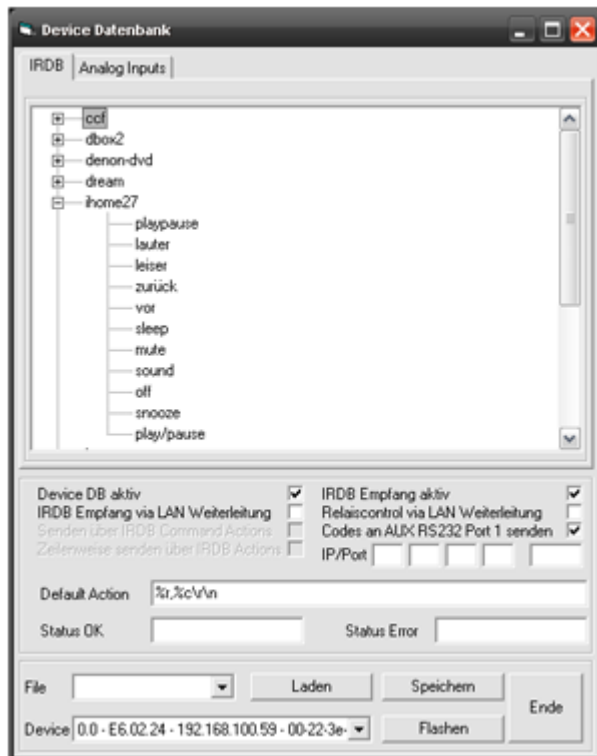 Device Datenbank
IRDB Analog Inputs
ccf
dbox2
denon-dvd
dream
ihome27
playpause
lauter
leiser
zurück
vor
sleep
mute
sound
off
snooze
play/pause
Device DB aktiv
IRDB Empfang aktiv
IRDB Empfang via LAN Weiterleitung
Relaiscontrol via LAN Weiterleitung
Senden über IRDB Command Actions
Codes an AUX RS232 Port 1 senden
Zeilenweise senden über IRDB Actions
IP/Port
Default Action %r,%c\r\n
Status OK Status Error
File Laden Speichern
Ende
Device 0.0 - E6.02.24 - 192.168.100.59 - 00-22-3e- Flashen